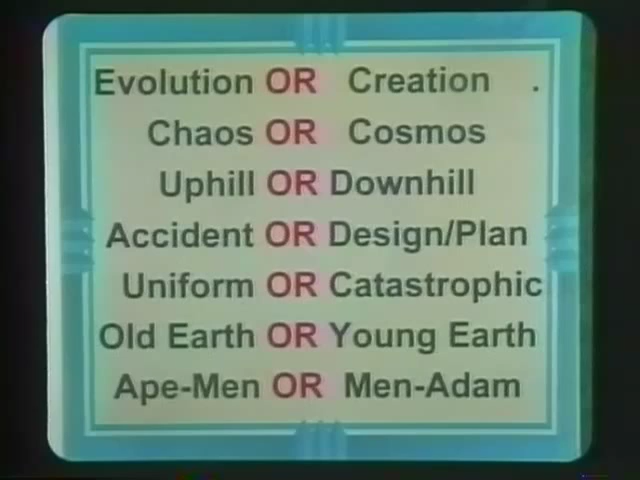 Evolution OR Creation .
Chaos OR Cosmos
Uphill OR Downhill
Accident OR Design/Plan
Uniform OR Catastrophic
Old Earth OR Young Earth
Ape-Men OR Men-Adam